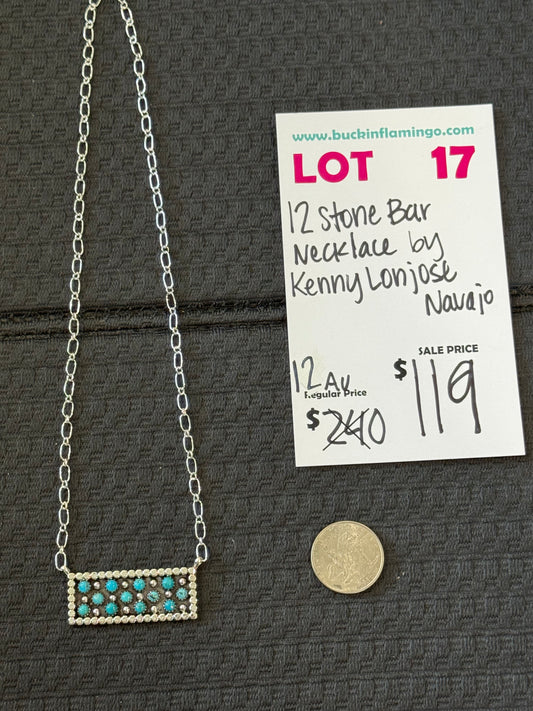 www.buckinflamingo.com
LOT 17
12 Stone Bar
Necklace by
Kenny Lonjose
Navajo
12 Av
Regular Price
$240
SALE PRICE
$119